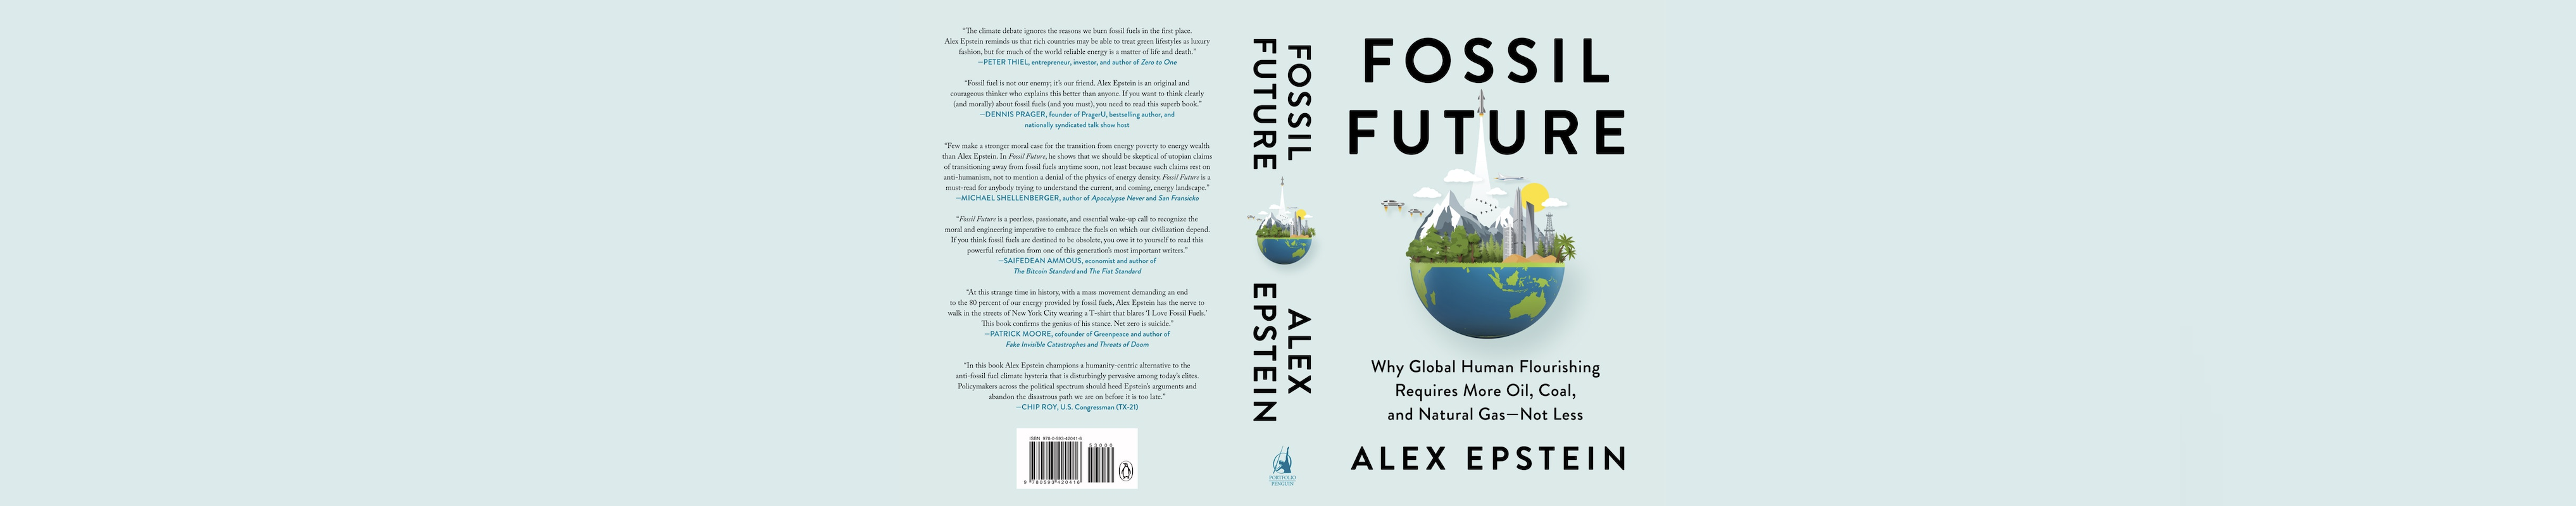 “The climate debate ignores the reasons we burn fossil fuels in the first place.
Alex Epstein reminds us that rich countries may be able to treat green lifestyles as luxury
fashion, but for much of the world reliable energy is a matter of life and death.”
—PETER THIEL, entrepreneur, investor, and author of Zero to One
“Fossil fuel is not our enemy; it’s our friend. Alex Epstein is an original and
courageous thinker who explains this better than anyone. If you want to think clearly
(and morally) about fossil fuels (and you must), you need to read this superb book.”
—DENNIS PRAGER, founder of PragerU, bestselling author, and
nationally syndicated talk show host
“Few make a stronger moral case for the transition from energy poverty to energy wealth
than Alex Epstein. In Fossil Future, he shows that we should be skeptical of utopian claims
of transitioning away from fossil fuels anytime soon, not least because such claims rest on
anti-humanism, not to mention a denial of the physics of energy density. Fossil Future is a
must-read for anybody trying to understand the current, and coming, energy landscape.”
—MICHAEL SHELLENBERGER, author of Apocalypse Never and San Fransicko
“Fossil Future is a peerless, passionate, and essential wake-up call to recognize the
moral and engineering imperative to embrace the fuels on which our civilization depend.
If you think fossil fuels are destined to be obsolete, you owe it to yourself to read this
powerful refutation from one of this generation’s most important writers.”
—SAIFEDEAN AMMOUS, economist and author of
The Bitcoin Standard and The Fiat Standard
“At this strange time in history, with a mass movement demanding an end
to the 80 percent of our energy provided by fossil fuels, Alex Epstein has the nerve to
walk in the streets of New York City wearing a T-shirt that blares ‘I Love Fossil Fuels.’
This book confirms the genius of his stance. Net zero is suicide.”
—PATRICK MOORE, cofounder of Greenpeace and author of
Fake Invisible Catastrophes and Threats of Doom
“In this book Alex Epstein champions a humanity-centric alternative to the
anti-fossil fuel climate hysteria that is disturbingly pervasive among today’s elites.
Policymakers across the political spectrum should heed Epstein’s arguments and
abandon the disastrous path we are on before it is too late.”
—CHIP ROY, U.S. Congressman (TX-21)
ISBN 978-0-593-42041-6
53000
9 780593 420416
FOSSIL
FUTURE
ALEX
EPSTEIN
PORTFOLIO
PENGUIN
FOSSIL
FUTURE
Why Global Human Flourishing
Requires More Oil, Coal,
and Natural Gas—Not Less
ALEX EPSTEIN